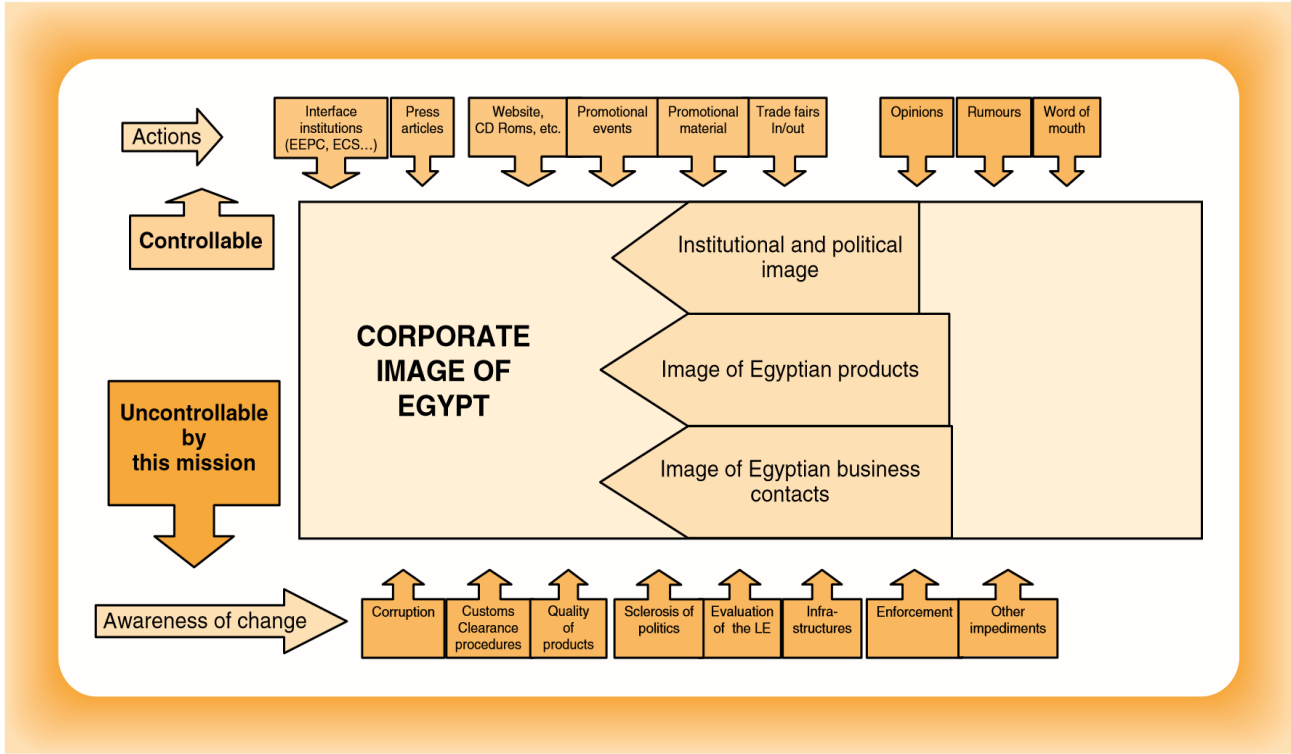 Interface
institutions
(EEPC, ECS...)
Press
articles
Website,
CD Roms, etc.
Promotional
events
Promotional
material
Trade fairs
In/out
Opinions
Rumours
Word of
mouth
Actions
Controllable
Institutional and political
image
CORPORATE
IMAGE OF
EGYPT
Image of Egyptian products
Image of Egyptian business
contacts
Uncontrollable
by
this mission
Awareness of change
Corruption
Customs
Clearance
procedures
Quality
of
products
Sclerosis of
politics
Evaluation
of the LE
Infra-
structures
Enforcement
Other
impediments